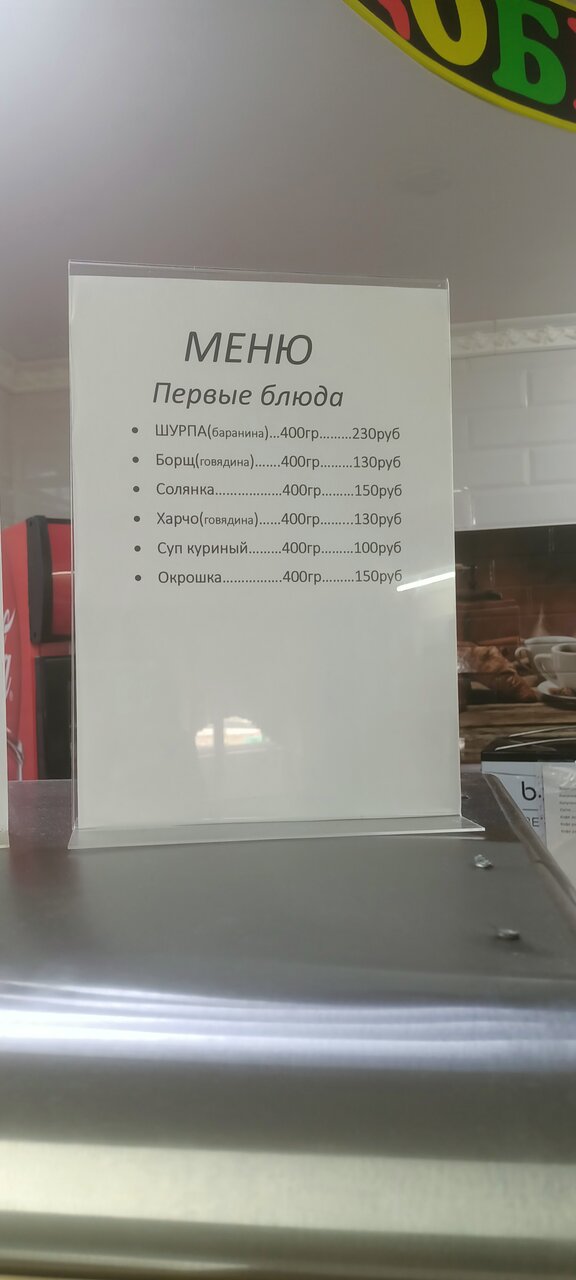 ОБ
МЕНЮ
Первые блюда
• ШУРПА(баранина)...400гр.........230руб
• Борщ(говядина).......400гр.........130руб
• Солянка...................400гр.........150руб
• Харчо(говядина)......400гр.........130руб
• Суп куриный.........400гр.........100руб
• Окрошка.................400гр.........150руб
b.